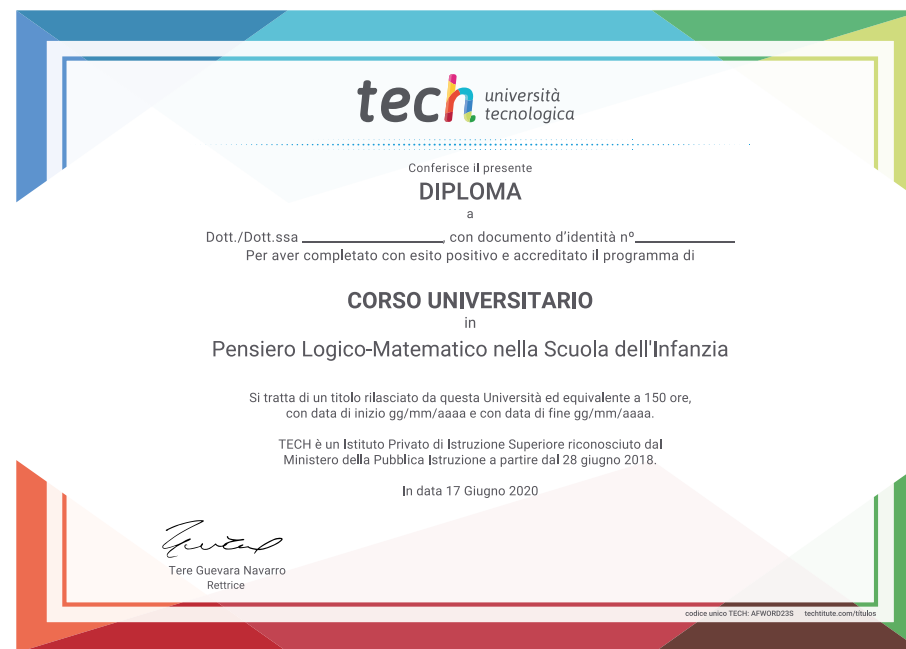 tech università
tecnologica
Conferisce il presente
DIPLOMA
a
Dott./Dott.ssa ____________________, con documento d'identità nº______________
Per aver completato con esito positivo e accreditato il programma di
CORSO UNIVERSITARIO
in
Pensiero Logico-Matematico nella Scuola dell'Infanzia
Si tratta di un titolo rilasciato da questa Università ed equivalente a 150 ore,
con data di inizio gg/mm/aaaa e con data di fine gg/mm/aaaa.
TECH è un Istituto Privato di Istruzione Superiore riconosciuto dal
Ministero della Pubblica Istruzione a partire dal 28 giugno 2018.
In data 17 Giugno 2020
Tere Guevara Navarro
Rettrice
codice unico TECH: AFWORD23S techtitute.com/titulos